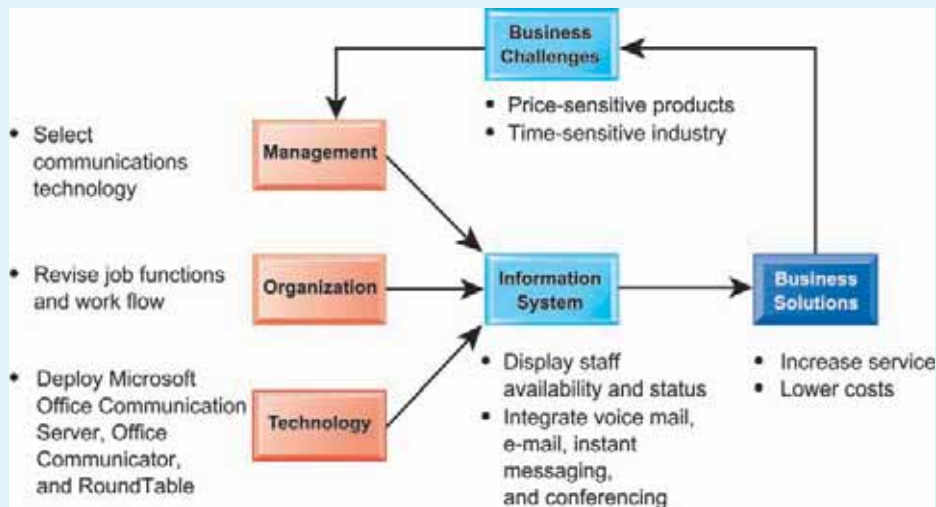 Business
Challenges
• Price-sensitive products
• Time-sensitive industry
• Select
communications
technology
Management
• Revise job functions
and work flow
Organization
Information
System
Business
Solutions
• Deploy Microsoft
Office Communication
Server, Office
Communicator,
and RoundTable
Technology
• Display staff
availability and status
• Integrate voice mail,
e-mail, instant
messaging,
and conferencing
• Increase service
• Lower costs